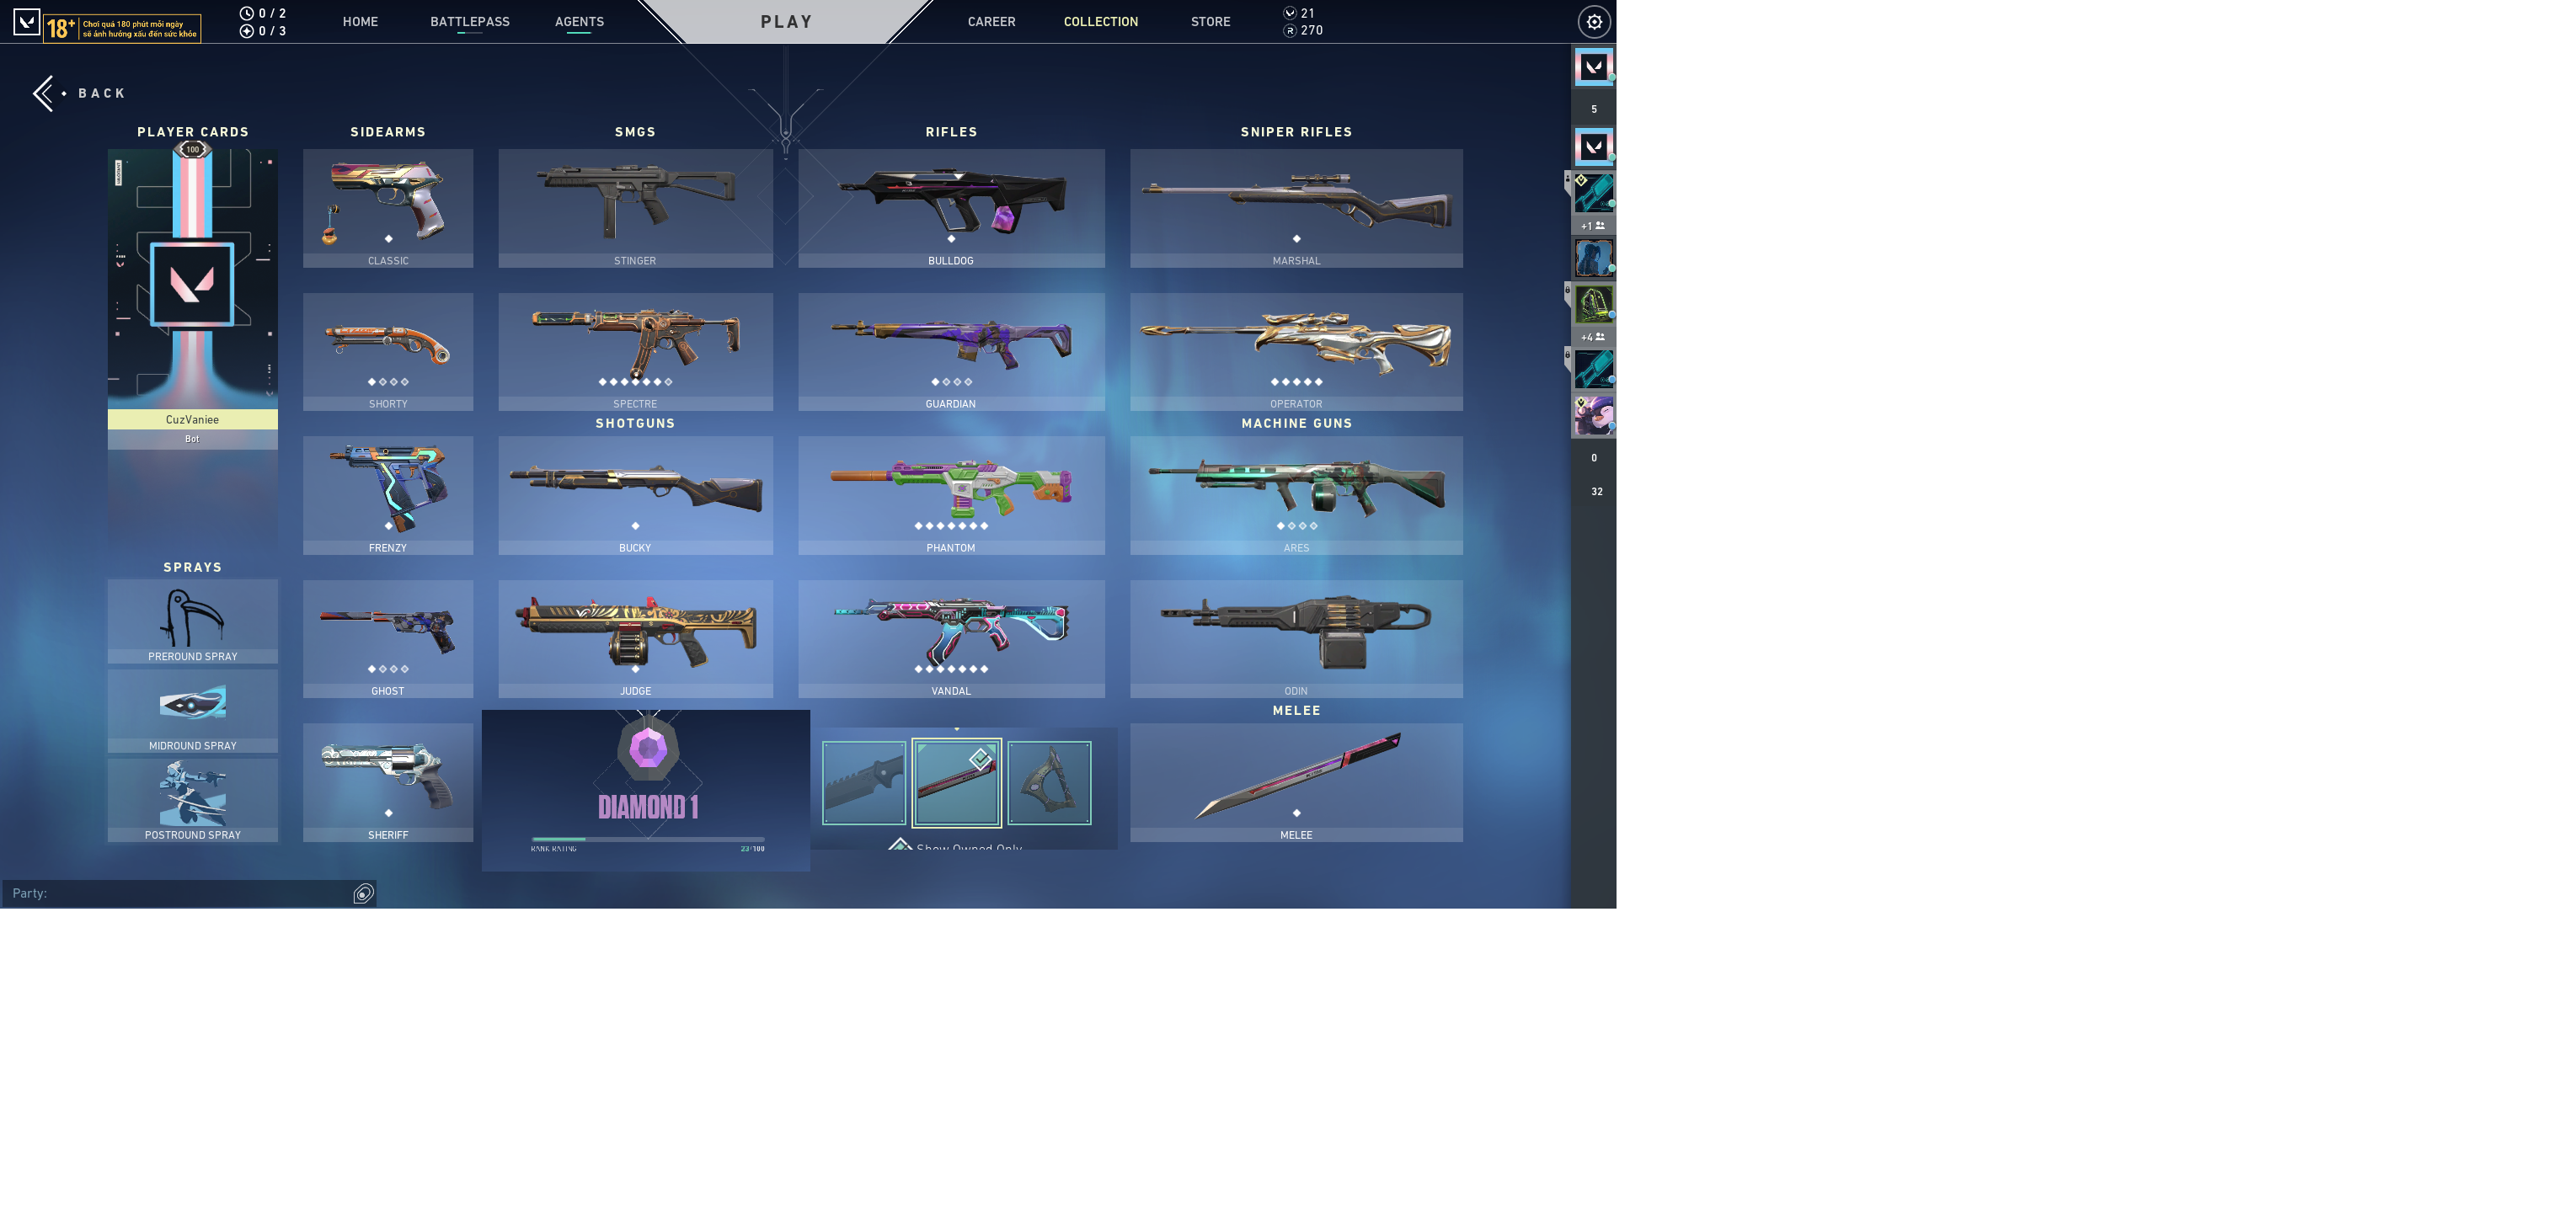 18+ Chơi quá 180 phút mỗi ngày
sẽ ảnh hưởng xấu đến sức khỏe
0 / 2
0 / 3
HOME
BATTLEPASS
AGENTS
PLAY
CAREER
COLLECTION
STORE
21
270
BACK
PLAYER CARDS
SIDEARMS
SMGS
RIFLES
SNIPER RIFLES
100
CLASSIC
STINGER
BULLDOG
MARSHAL
SHORTY
SPECTRE
GUARDIAN
OPERATOR
CuzVaniee
Bot
SHOTGUNS
MACHINE GUNS
FRENZY
BUCKY
PHANTOM
ARES
SPRAYS
PREROUND SPRAY
GHOST
JUDGE
VANDAL
ODIN
MELEE
MIDROUND SPRAY
POSTROUND SPRAY
SHERIFF
DIAMOND 1
RANK RATING
23/100
Show Owned Only
MELEE
Party:
5
+1
+4
0
32